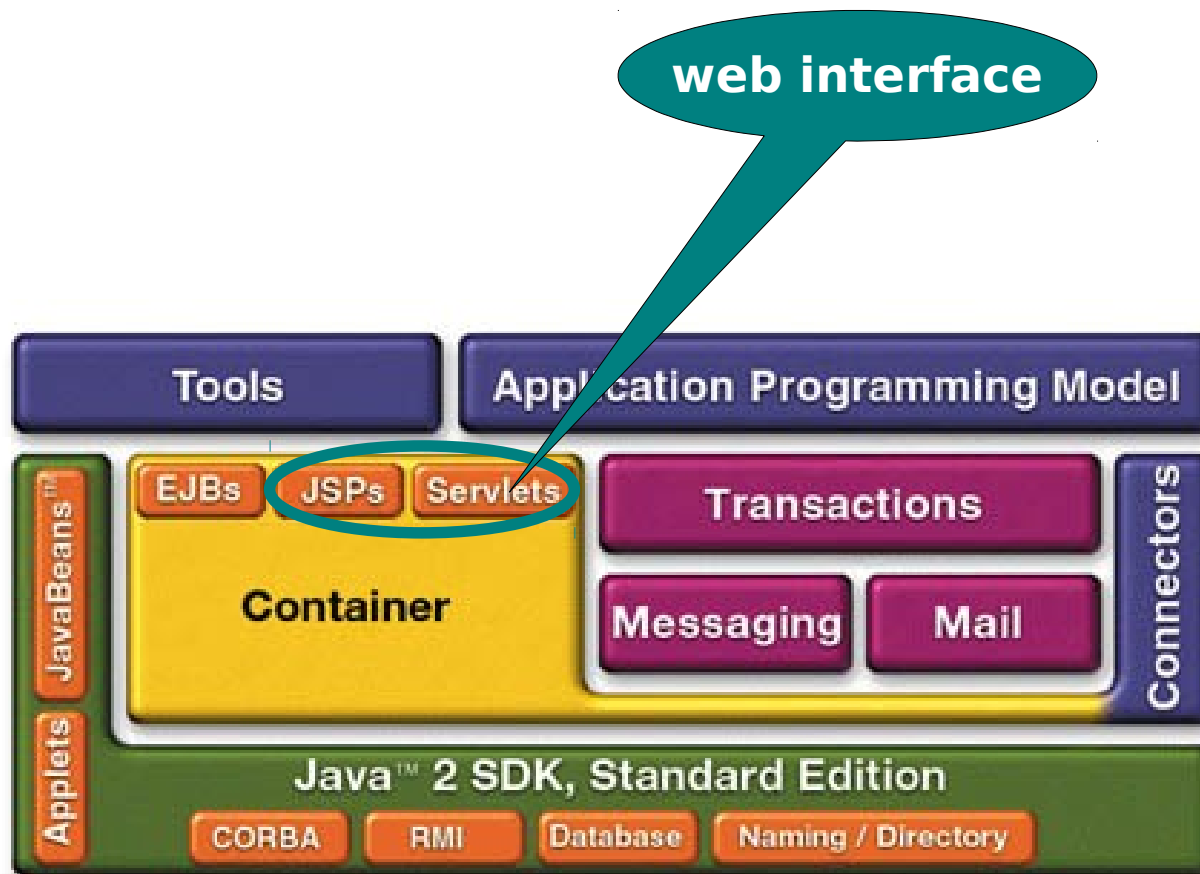 web interface
Tools
Application Programming Model
JavaBeans™
EJBs
JSPs
Servlets
Transactions
Connectors
Container
Messaging
Mail
Applets
Java™ 2 SDK, Standard Edition
CORBA
RMI
Database
Naming / Directory